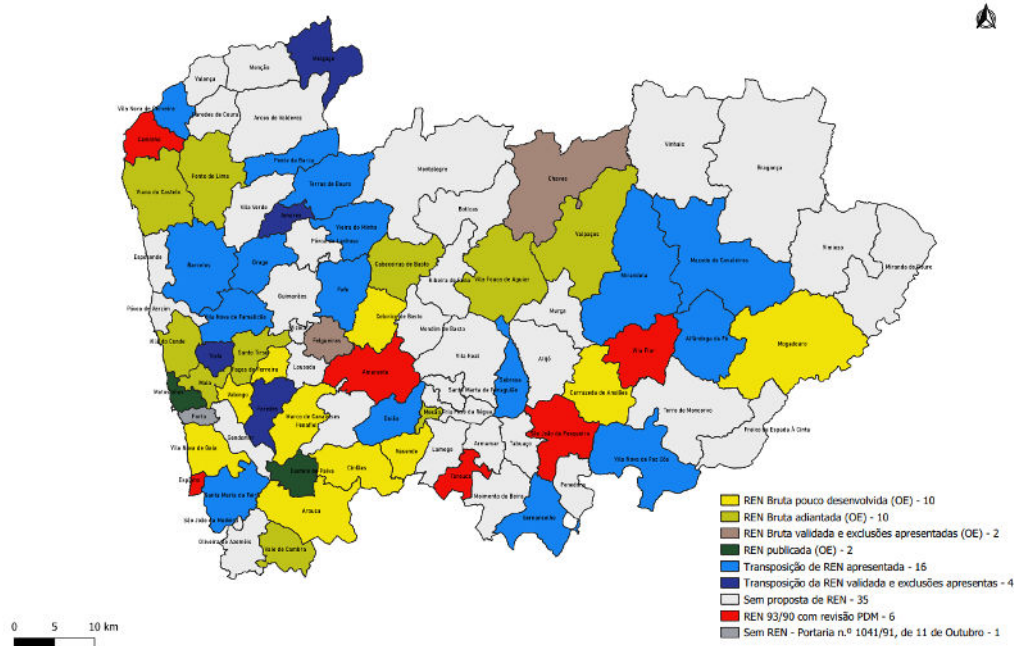 Melgaço
Monção
Valença
Vila Nova de Cerveira
Paredes de Coura
Arcos de Valdevez
Caminha
Vinhais
Bragança
Ponte da Barca
Ponte de Lima
Montalegre
Chaves
Viana do Castelo
Terras de Bouro
Vila Verde
Boticas
Amares
Vieira do Minho
Valpaços
Póvoa de Lanhoso
Vimioso
Esposende
Barcelos
Braga
Cabeceiras de Basto
Macedo de Cavaleiros
Miranda do Douro
Mirandela
Vila Pouca de Aguiar
Ribeira de Pena
Fafe
Guimarães
Póvoa de Varzim
Vila Nova de Famalicão
Celorico de Basto
Murça
Mondim de Basto
Vizela
Felgueiras
Alfândega da Fé
Mogadouro
Vila do Conde
Trofa
Santo Tirso
Vila Flor
Vila Real
Alijó
Lousada
Paços de Ferreira
Amarante
Maia
Sabrosa
Santa Marta de Penaguião
Carrazeda de Ansiães
Matosinhos
Valongo
Paredes
Porto
Marco de Canaveses
Penafiel
Baião
Mesão Frio
Peso da Régua
Torre de Moncorvo
Freixo de Espada À Cinta
Gondomar
São João da Pesqueira
Vila Nova de Gaia
Resende
Lamego
Armamar
Tabuaço
Vila Nova de Foz Côa
Castelo de Paiva
Cinfães
Tarouca
Espinho
Penedono
Moimenta da Beira
Santa Maria da Feira
Arouca
Sernancelhe
São João da Madeira
Oliveira de Azeméis
Vale de Cambra
REN Bruta pouco desenvolvida (OE) - 10
REN Bruta adiantada (OE) - 10
REN Bruta validada e exclusões apresentadas (OE) - 2
REN publicada (OE) - 2
Transposição de REN apresentada - 16
Transposição da REN validada e exclusões apresentas - 4
Sem proposta de REN - 35
REN 93/90 com revisão PDM - 6
Sem REN - Portaria n.º 1041/91, de 11 de Outubro - 1
0 5 10 km